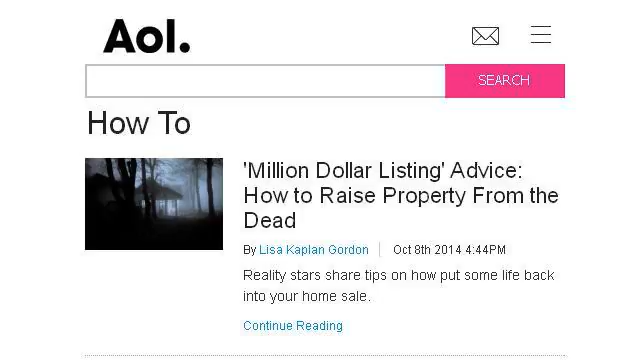 Aol.
SEARCH
How To
'Million Dollar Listing' Advice:
How to Raise Property From the
Dead
By Lisa Kaplan Gordon | Oct 8th 2014 4:44PM
Reality stars share tips on how put some life back
into your home sale.
Continue Reading